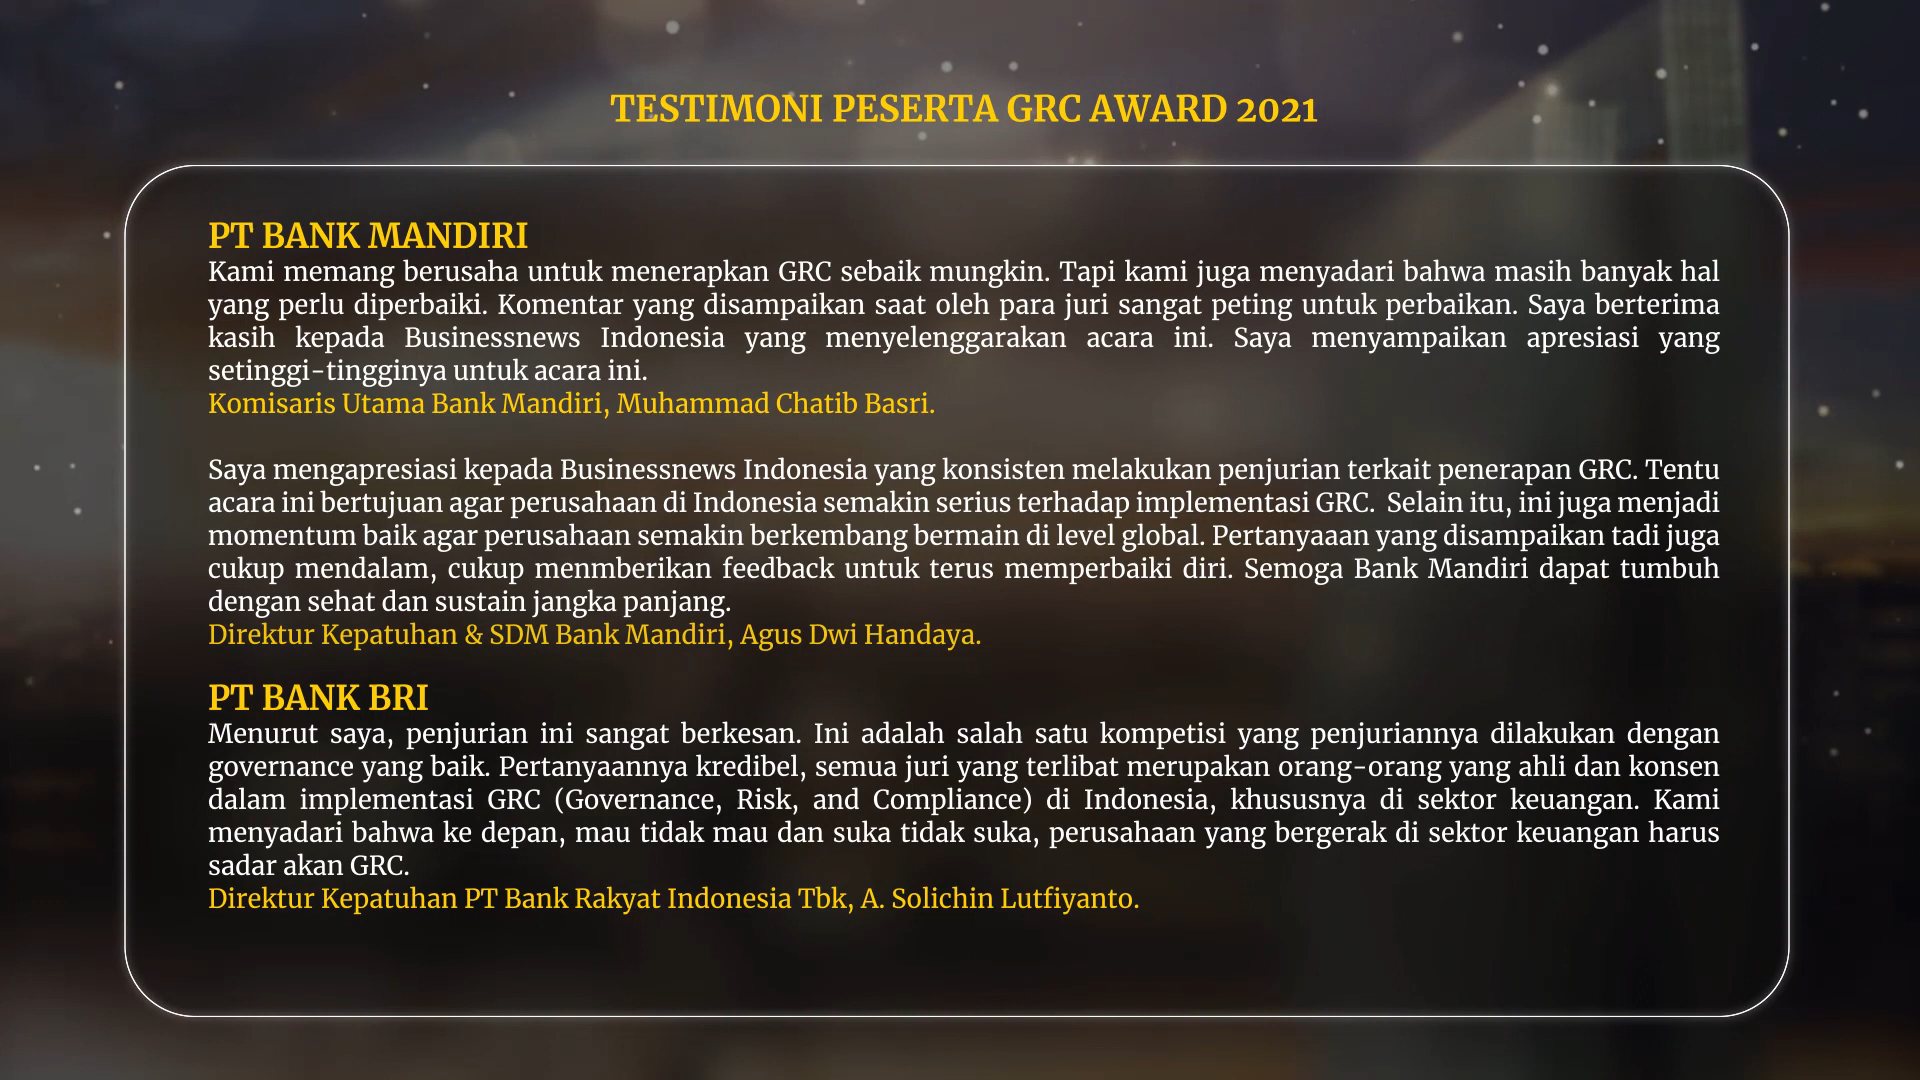 TESTIMONI PESERTA GRC AWARD 2021
PT BANK MANDIRI
Kami memang berusaha untuk menerapkan GRC sebaik mungkin. Tapi kami juga menyadari bahwa masih banyak hal
yang perlu diperbaiki. Komentar yang disampaikan saat oleh para juri sangat peting untuk perbaikan. Saya berterima
kasih kepada Businessnews Indonesia yang menyelenggarakan acara ini. Saya menyampaikan apresiasi yang
setinggi-tingginya untuk acara ini.
Komisaris Utama Bank Mandiri, Muhammad Chatib Basri.
Saya mengapresiasi kepada Businessnews Indonesia yang konsisten melakukan penjurian terkait penerapan GRC. Tentu
acara ini bertujuan agar perusahaan di Indonesia semakin serius terhadap implementasi GRC. Selain itu, ini juga menjadi
momentum baik agar perusahaan semakin berkembang bermain di level global. Pertanyaaan yang disampaikan tadi juga
cukup mendalam, cukup menmberikan feedback untuk terus memperbaiki diri. Semoga Bank Mandiri dapat tumbuh
dengan sehat dan sustain jangka panjang.
Direktur Kepatuhan & SDM Bank Mandiri, Agus Dwi Handaya.
PT BANK BRI
Menurut saya, penjurian ini sangat berkesan. Ini adalah salah satu kompetisi yang penjuriannya dilakukan dengan
governance yang baik. Pertanyaannya kredibel, semua juri yang terlibat merupakan orang-orang yang ahli dan konsen
dalam implementasi GRC (Governance, Risk, and Compliance) di Indonesia, khususnya di sektor keuangan. Kami
menyadari bahwa ke depan, mau tidak mau dan suka tidak suka, perusahaan yang bergerak di sektor keuangan harus
sadar akan GRC.
Direktur Kepatuhan PT Bank Rakyat Indonesia Tbk, A. Solichin Lutfiyanto.